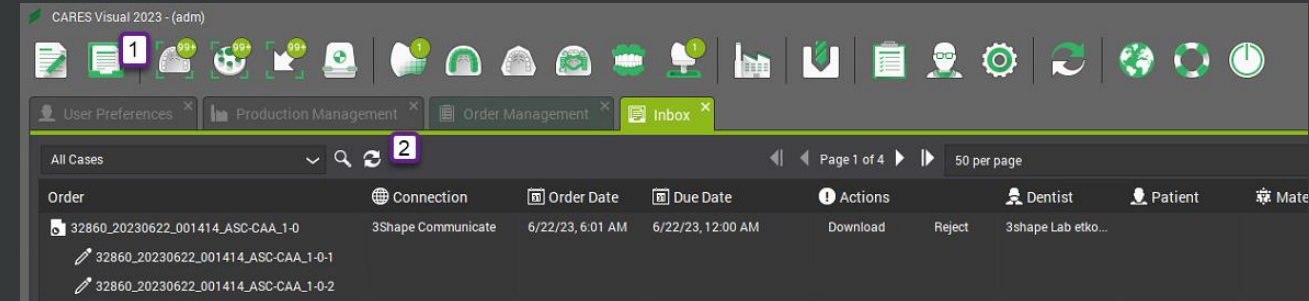 CARES Visual 2023 - (adm)
1 99+ 99+ 99+ 1 1
User Preferences × Production Management × Order Management × Inbox ×
2
All Cases Page 1 of 4 50 per page
Order Connection Order Date Due Date Actions Dentist Patient Mate
32860_20230622_001414_ASC-CAA_1-0 3Shape Communicate 6/22/23, 6:01 AM 6/22/23, 12:00 AM Download Reject 3shape Lab etko...
32860_20230622_001414_ASC-CAA_1-0-1
32860_20230622_001414_ASC-CAA_1-0-2